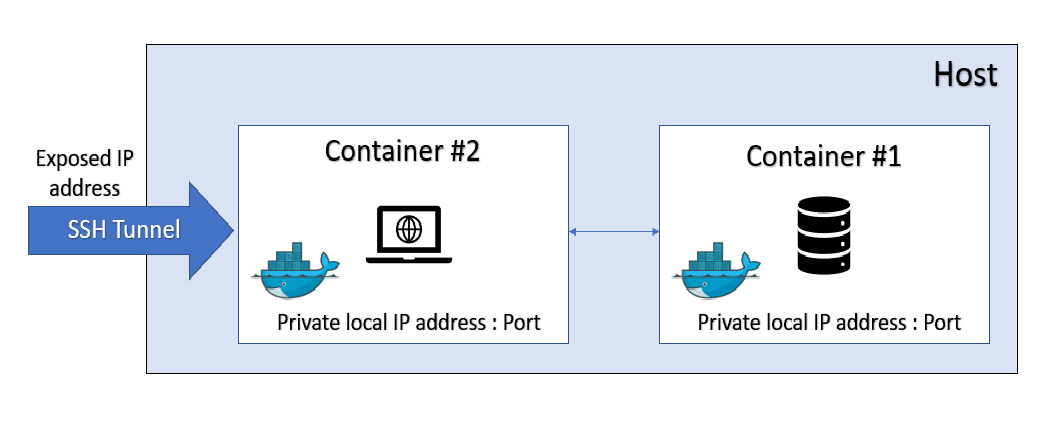 Host
Exposed IP
address
SSH Tunnel
Container #2
Private local IP address : Port
Container #1
Private local IP address : Port